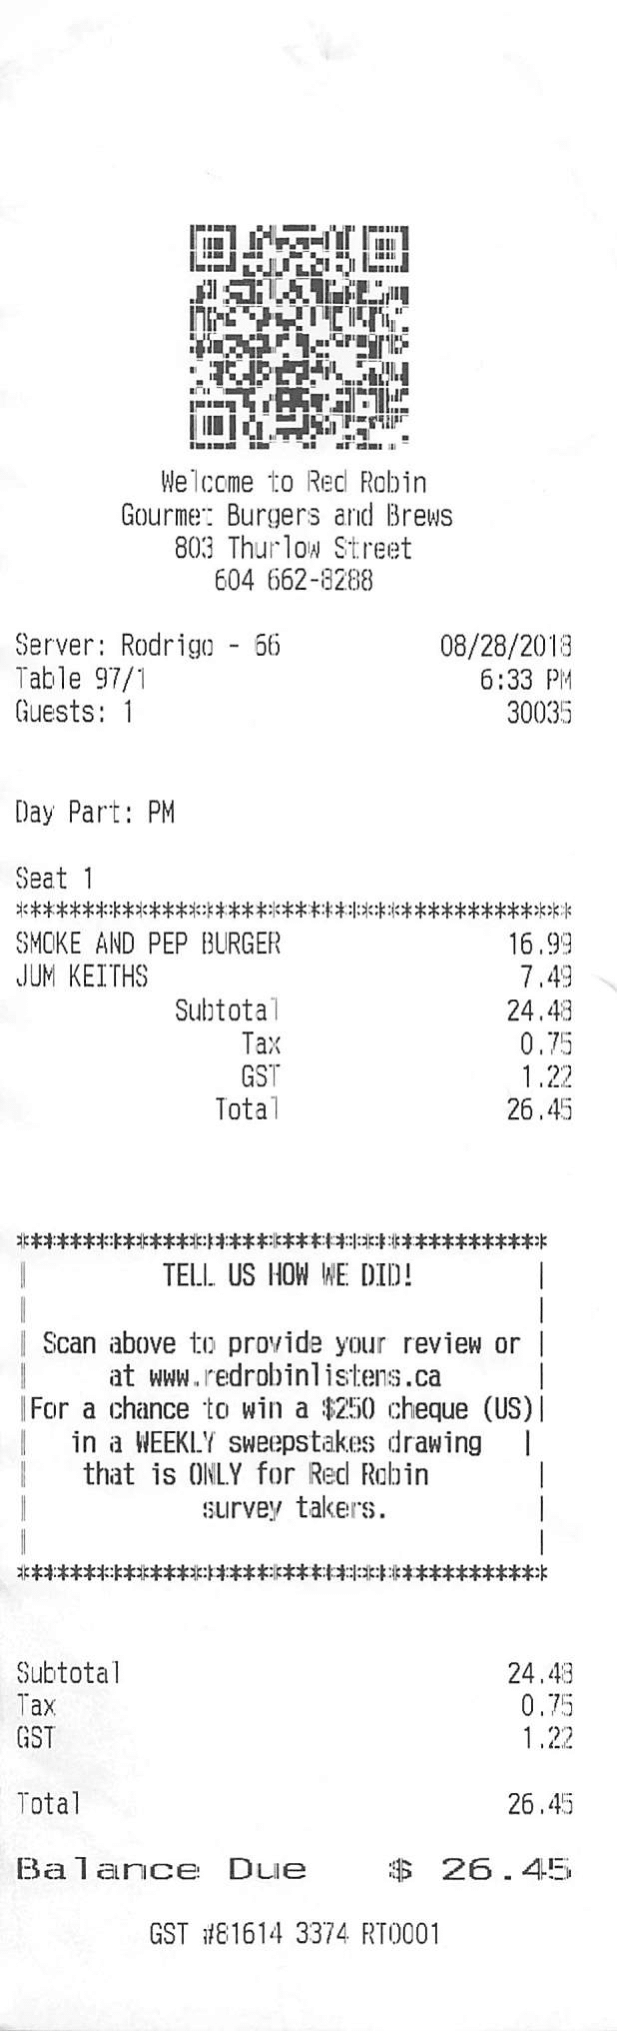 Welcome to Red Robin
Gourmet Burgers and Brews
803 Thurlow Street
604 662-8288
Server: Rodrigo - 66 08/28/2018
Table 97/1 6:33 PM
Guests: 1 30035
Day Part: PM
Seat 1
******************************************
SMOKE AND PEP BURGER 16.99
JUM KEITHS 7.49
Subtotal 24.48
Tax 0.75
GST 1.22
Total 26.45
****************************************
| TELL US HOW WE DID! |
| |
| Scan above to provide your review or |
| at www.redrobinlistens.ca |
|For a chance to win a $250 cheque (US)|
| in a WEEKLY sweepstakes drawing |
| that is ONLY for Red Robin |
| survey takers. |
| |
****************************************
Subtotal 24.48
Tax 0.75
GST 1.22
Total 26.45
Balance Due $ 26.45
GST #81614 3374 RT0001